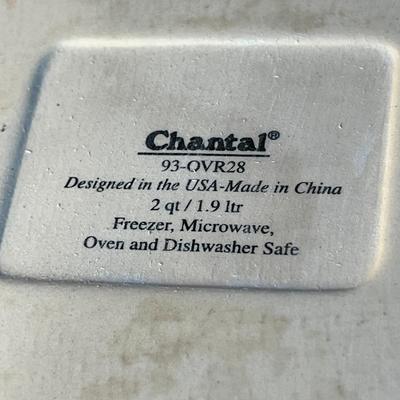 Chantal®
93-OVR28
Designed in the USA-Made in China
2 qt / 1.9 ltr
Freezer, Microwave,
Oven and Dishwasher Safe